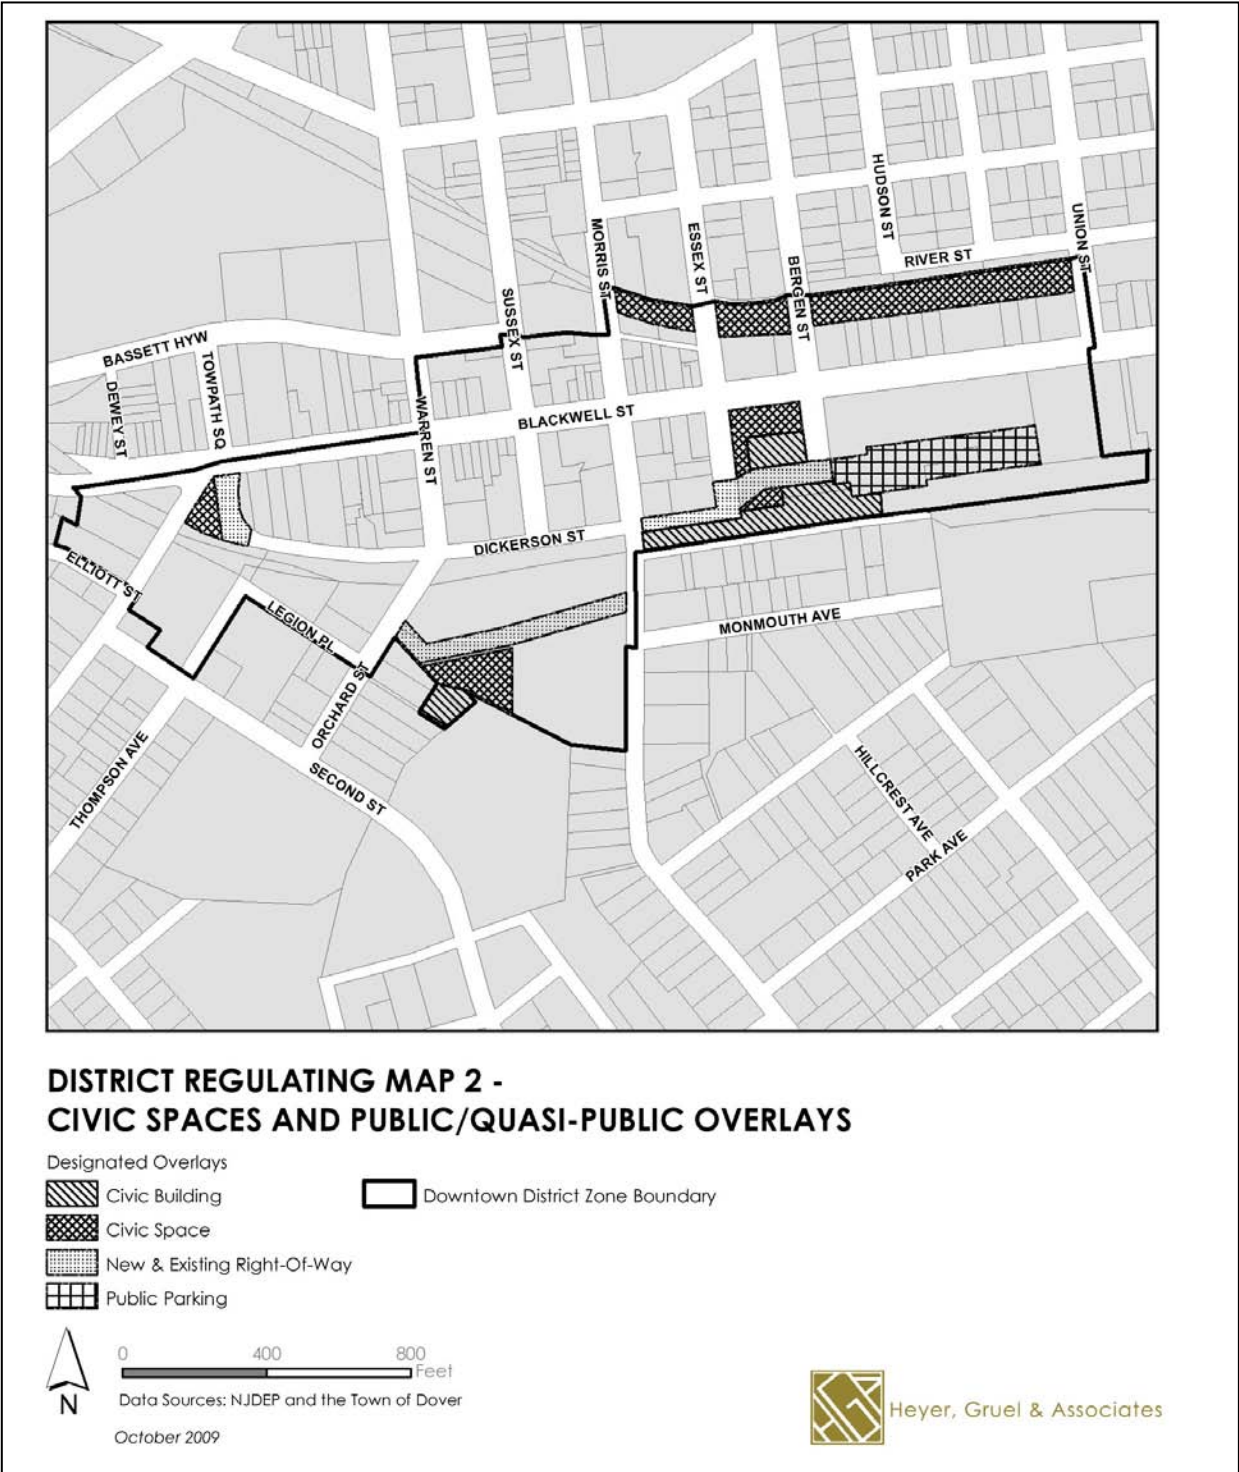 HUDSON ST
UNION ST
MORRIS ST
ESSEX ST
RIVER ST
BERGEN ST
SUSSEX ST
BASSETT HYW
TOWPATH SQ
DEWEY ST
WARREN ST
BLACKWELL ST
DICKERSON ST
ELLIOTT ST
LEGION PL
MONMOUTH AVE
ORCHARD ST
THOMPSON AVE
SECOND ST
HILLCREST AVE
PARK AVE
DISTRICT REGULATING MAP 2 -
CIVIC SPACES AND PUBLIC/QUASI-PUBLIC OVERLAYS
Designated Overlays
Civic Building
Downtown District Zone Boundary
Civic Space
New & Existing Right-Of-Way
Public Parking
0 400 800
Feet
N
Data Sources: NJDEP and the Town of Dover
October 2009
Heyer, Gruel & Associates